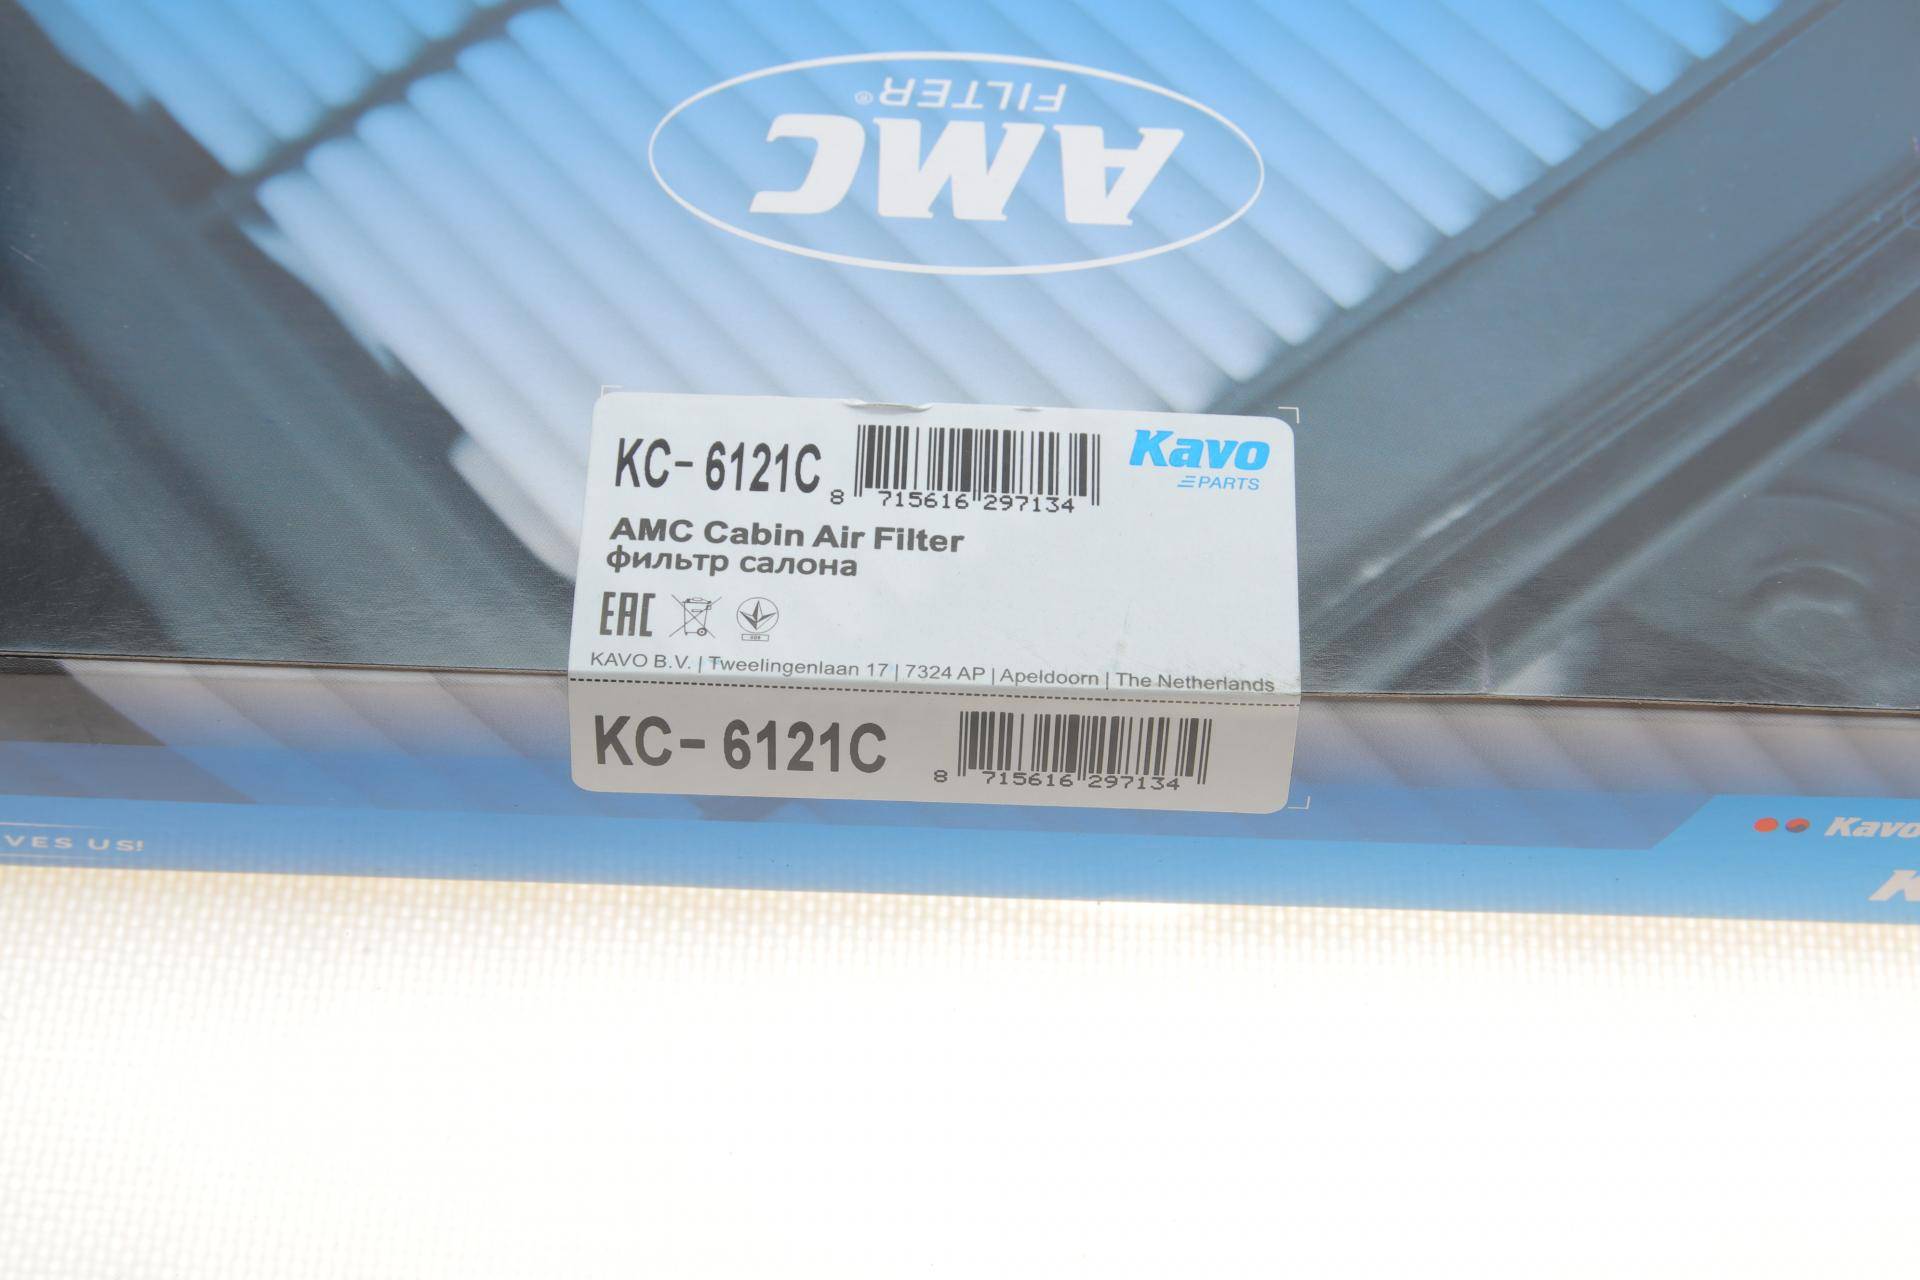 AMC
FILTER®
KC- 6121C
8 715616 297134
Kavo
PARTS
AMC Cabin Air Filter
фильтр салона
EAC
KAVO B.V. | Tweelingenlaan 17 | 7324 AP | Apeldoorn | The Netherlands
KC- 6121C
8 715616 297134
VES US!
Kavo
K